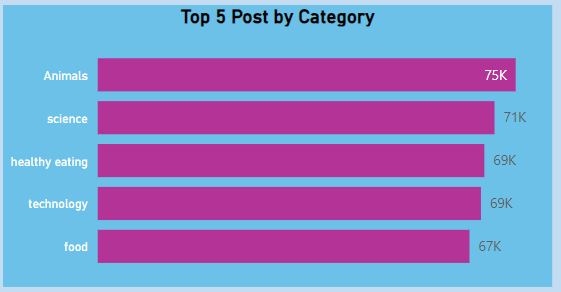 Top 5 Post by Category
Animals 75K
science 71K
healthy eating 69K
technology 69K
food 67K